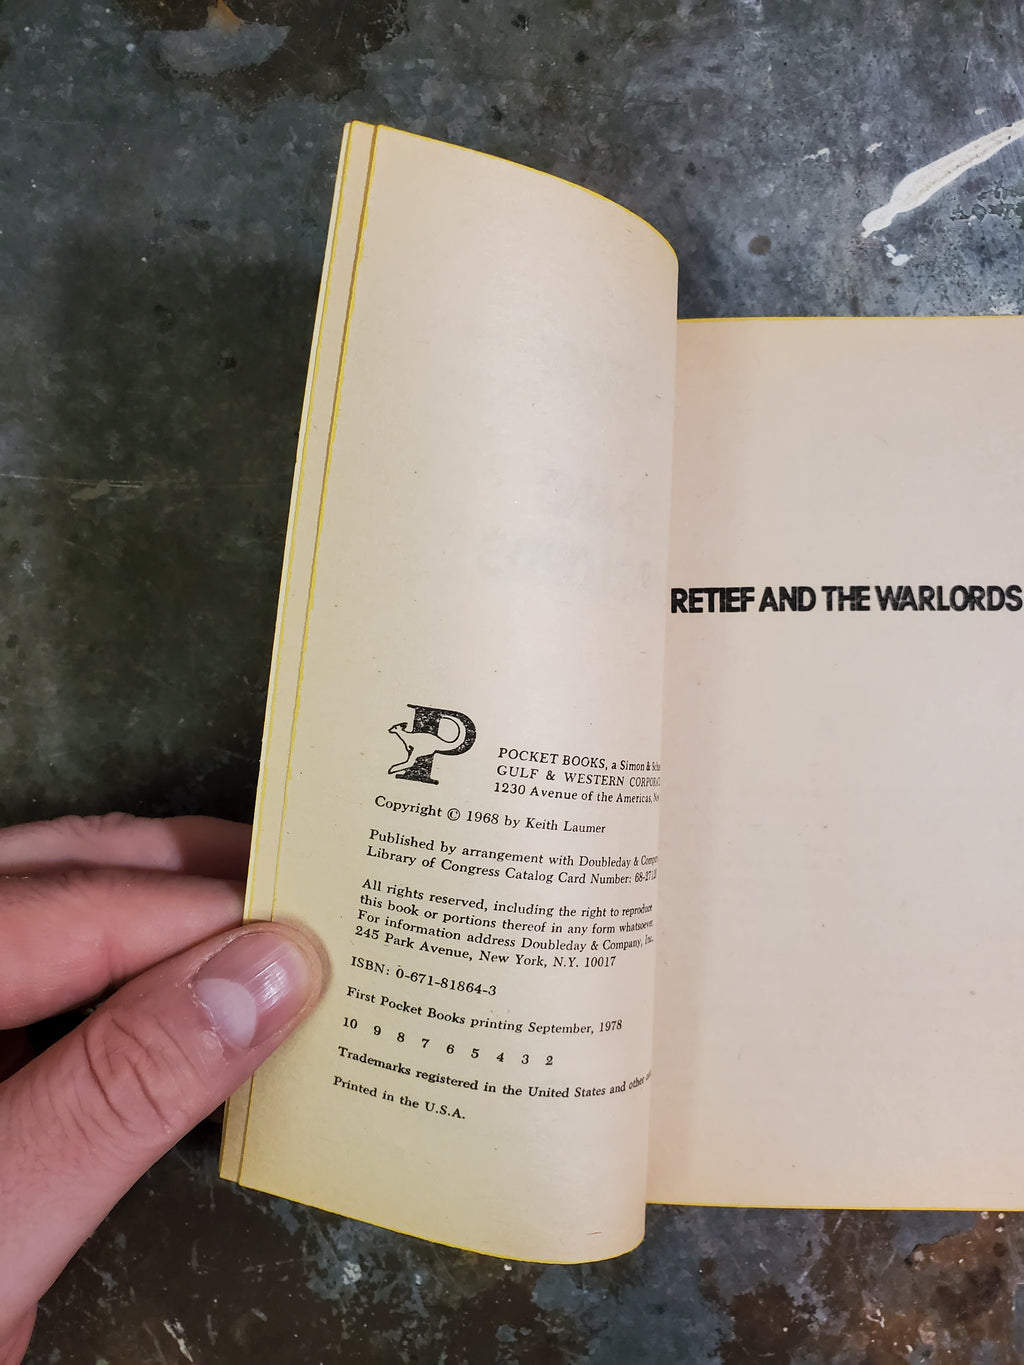 P
POCKET BOOKS, a Simon &
GULF & WESTERN
1230 Avenue of the Americas,
Copyright © 1968 by Keith Laumer
Published by arrangement with Doubleday &
Library of Congress Catalog Card Number:
All rights reserved, including the right to reproduce
this book or portions thereof in any form whatsoever.
For information address Doubleday & Company, Inc.,
245 Park Avenue, New York, N.Y. 10017
ISBN: 0-671-81864-3
First Pocket Books printing September, 1978
10 9 8 7 6 5 4 3 2
Trademarks registered in the United States and other
Printed in the U.S.A.
RETIEF AND THE WARLORDS